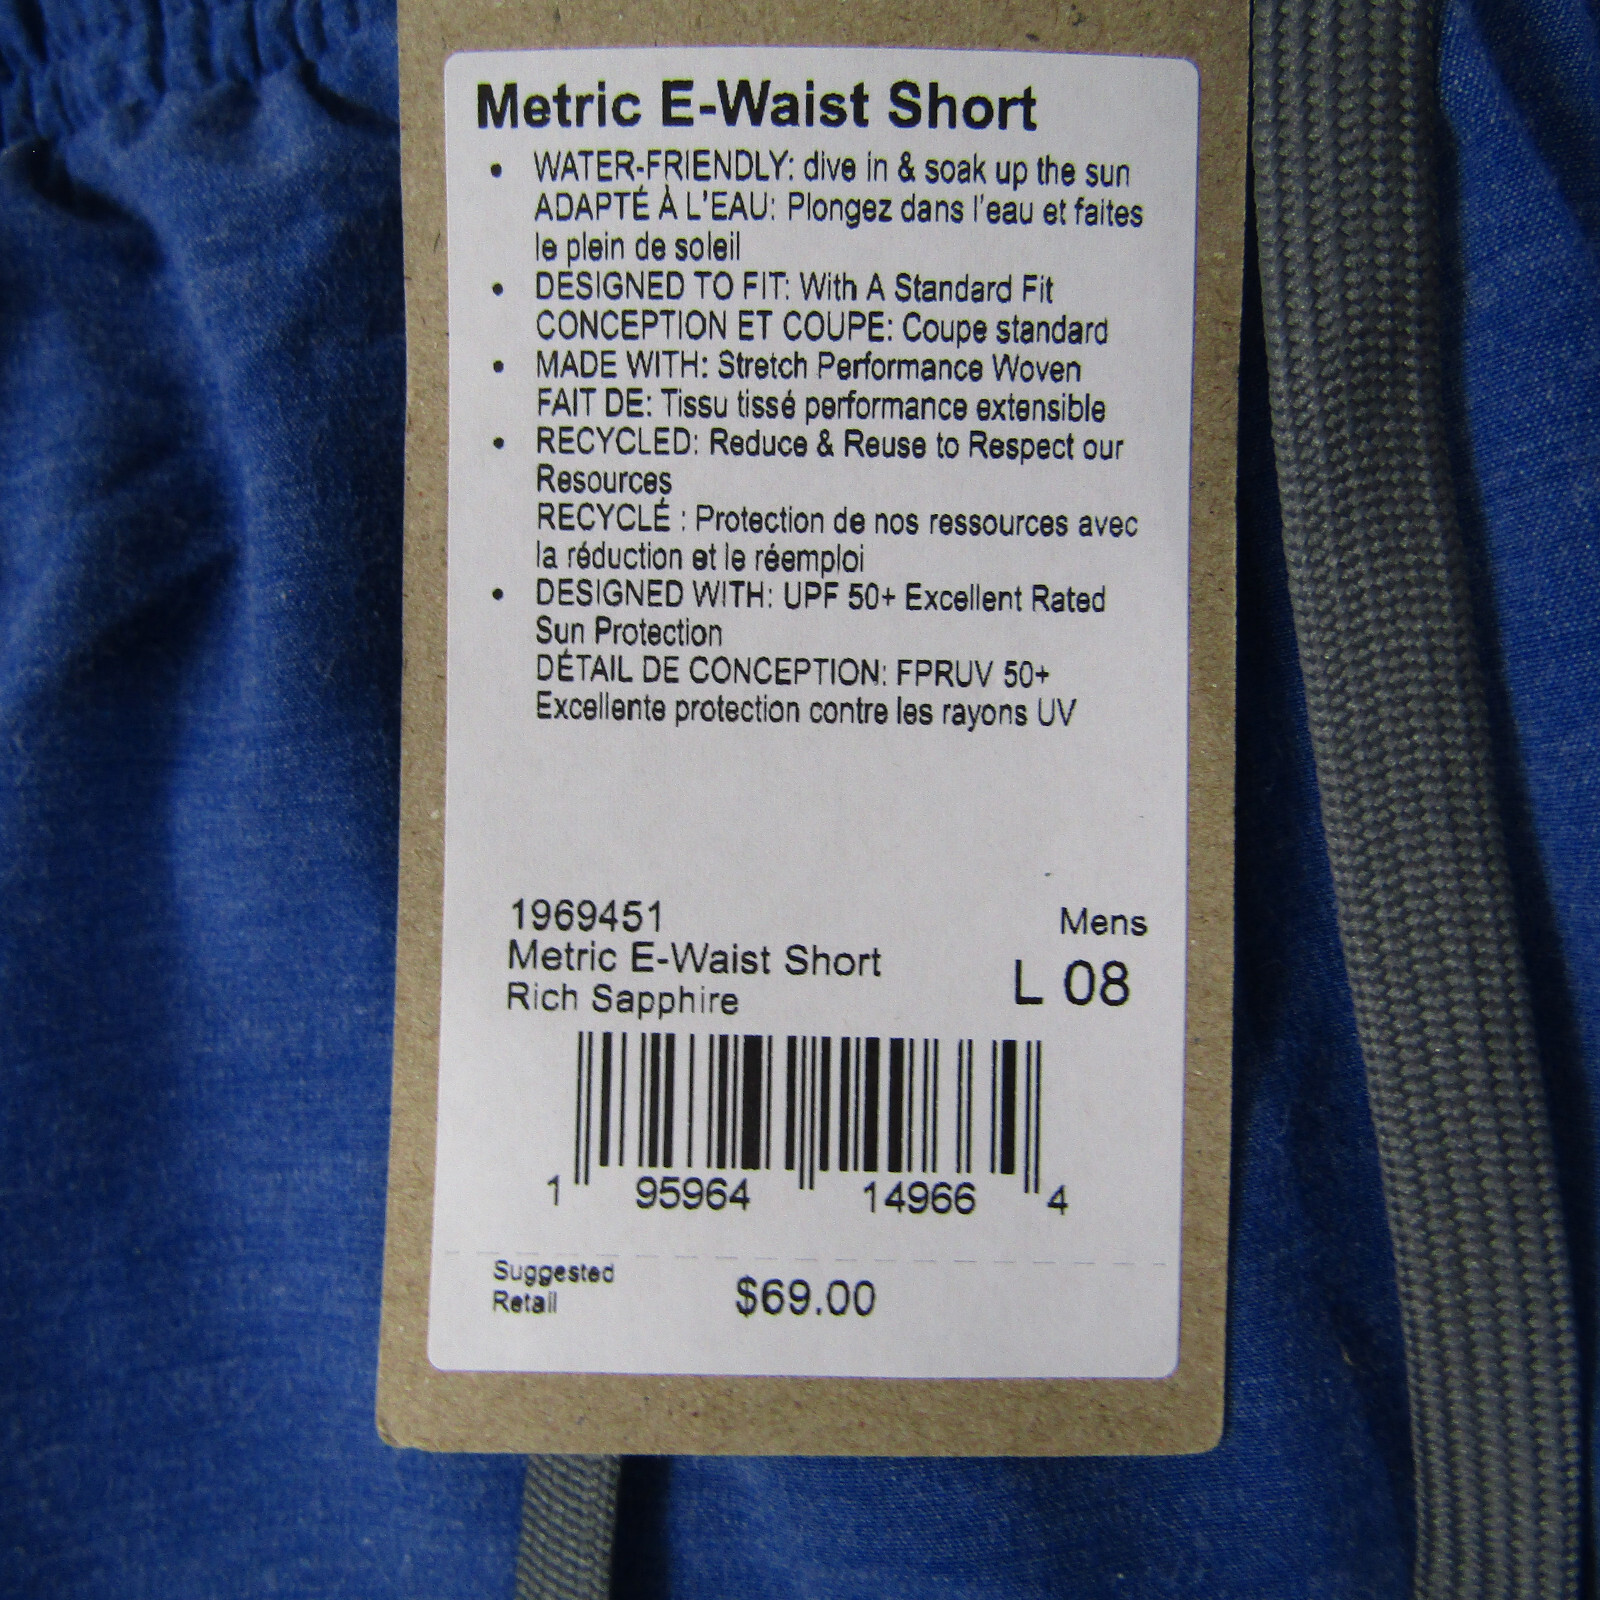 Metric E-Waist Short
• WATER-FRIENDLY: dive in & soak up the sun
ADAPTÉ À L'EAU: Plongez dans l'eau et faites
le plein de soleil
• DESIGNED TO FIT: With A Standard Fit
CONCEPTION ET COUPE: Coupe standard
• MADE WITH: Stretch Performance Woven
FAIT DE: Tissu tissé performance extensible
• RECYCLED: Reduce & Reuse to Respect our
Resources
RECYCLÉ : Protection de nos ressources avec
la réduction et le réemploi
• DESIGNED WITH: UPF 50+ Excellent Rated
Sun Protection
DÉTAIL DE CONCEPTION: FPRUV 50+
Excellente protection contre les rayons UV
1969451 Mens
Metric E-Waist Short
Rich Sapphire L 08
1 95964 14966 4
Suggested
Retail $69.00